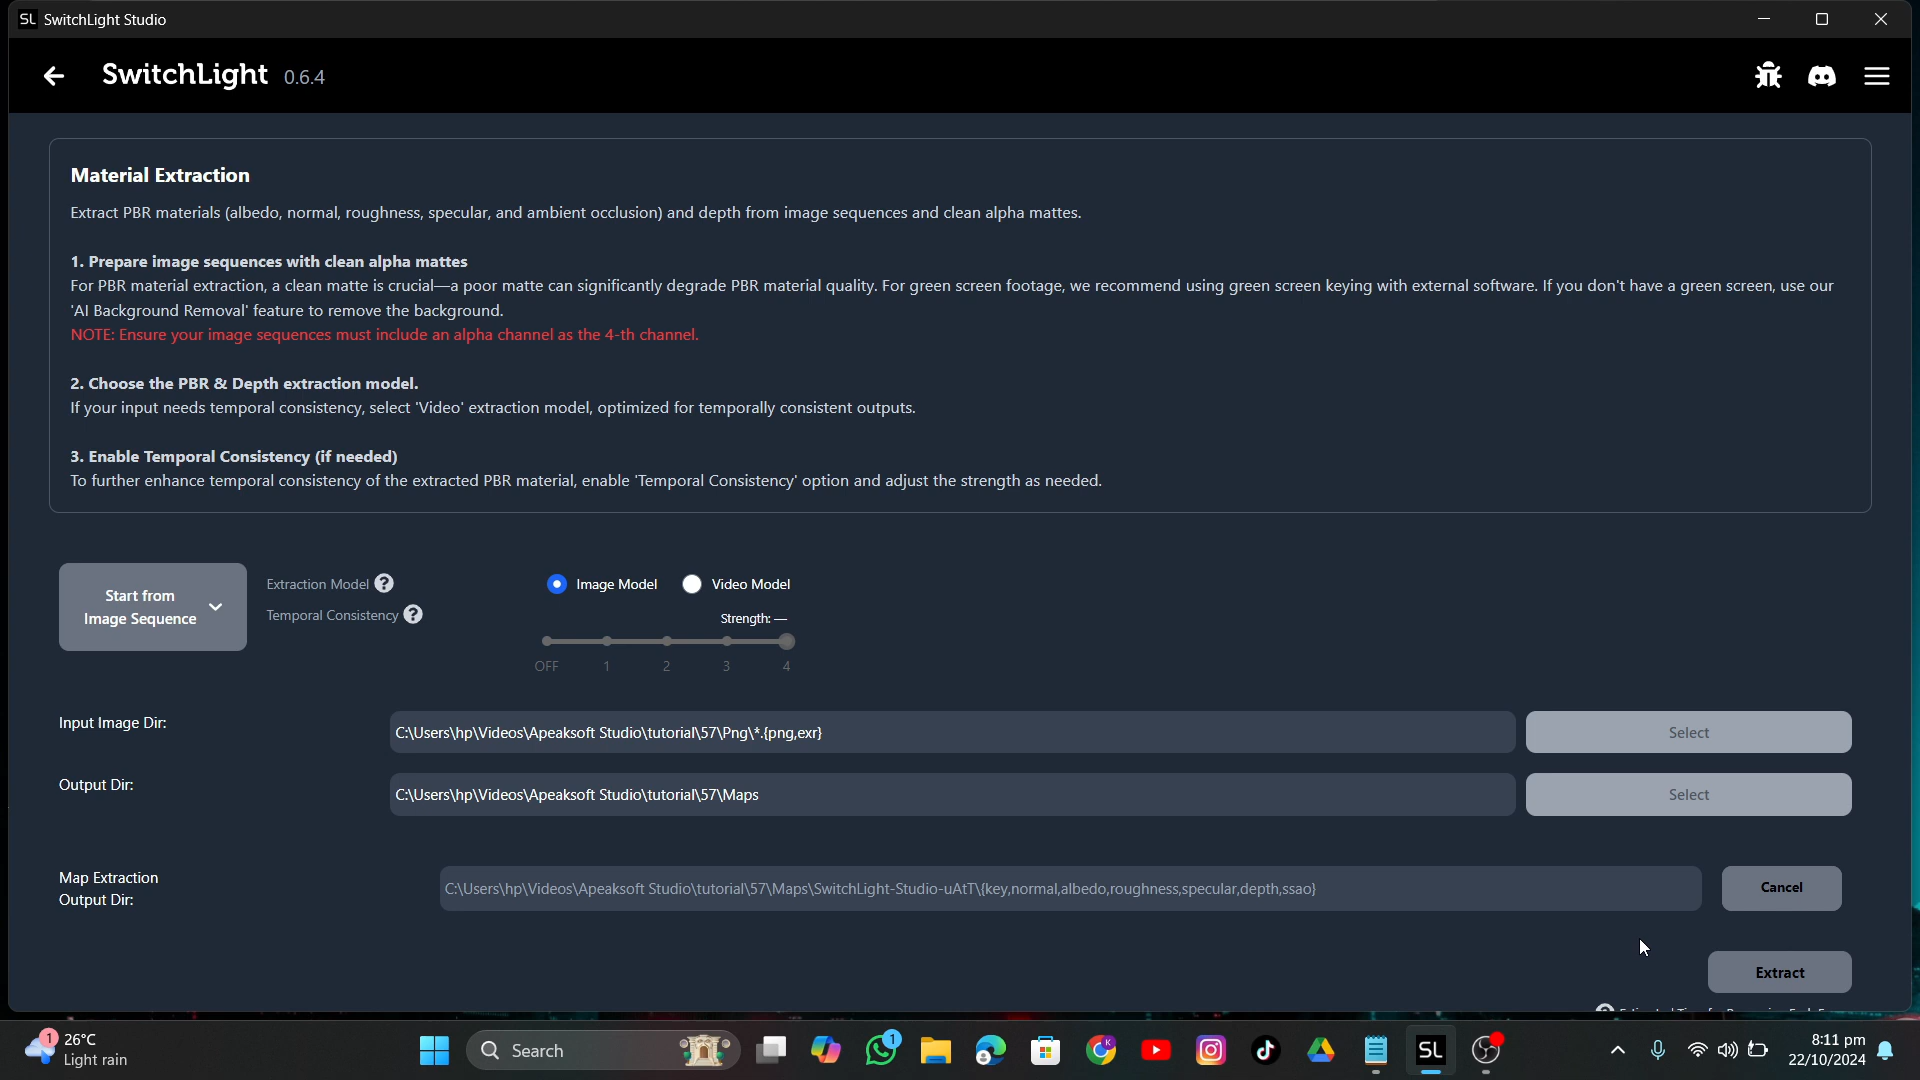 SL SwitchLight Studio
SwitchLight 0.6.4
Material Extraction
Extract PBR materials (albedo, normal, roughness, specular, and ambient occlusion) and depth from image sequences and clean alpha mattes.
1. Prepare image sequences with clean alpha mattes
For PBR material extraction, a clean matte is crucial—a poor matte can significantly degrade PBR material quality. For green screen footage, we recommend using green screen keying with external software. If you don't have a green screen, use our
'AI Background Removal' feature to remove the background.
NOTE: Ensure your image sequences must include an alpha channel as the 4-th channel.
2. Choose the PBR & Depth extraction model.
If your input needs temporal consistency, select 'Video' extraction model, optimized for temporally consistent outputs.
3. Enable Temporal Consistency (if needed)
To further enhance temporal consistency of the extracted PBR material, enable 'Temporal Consistency' option and adjust the strength as needed.
Start from
Image Sequence
Extraction Model ?
Image Model Video Model
Temporal Consistency ?
Strength: —
OFF 1 2 3 4
Input Image Dir:
C:\Users\hp\Videos\Apeaksoft Studio\tutorial\57\Png\*.{png,exr}
Select
Output Dir:
C:\Users\hp\Videos\Apeaksoft Studio\tutorial\57\Maps
Select
Map Extraction
Output Dir:
C:\Users\hp\Videos\Apeaksoft Studio\tutorial\57\Maps\SwitchLight-Studio-uAtT\{key,normal,albedo,roughness,specular,depth,ssao}
Cancel
Extract
1
26°C
Light rain
Search
1
K
SL
8:11 pm
22/10/2024